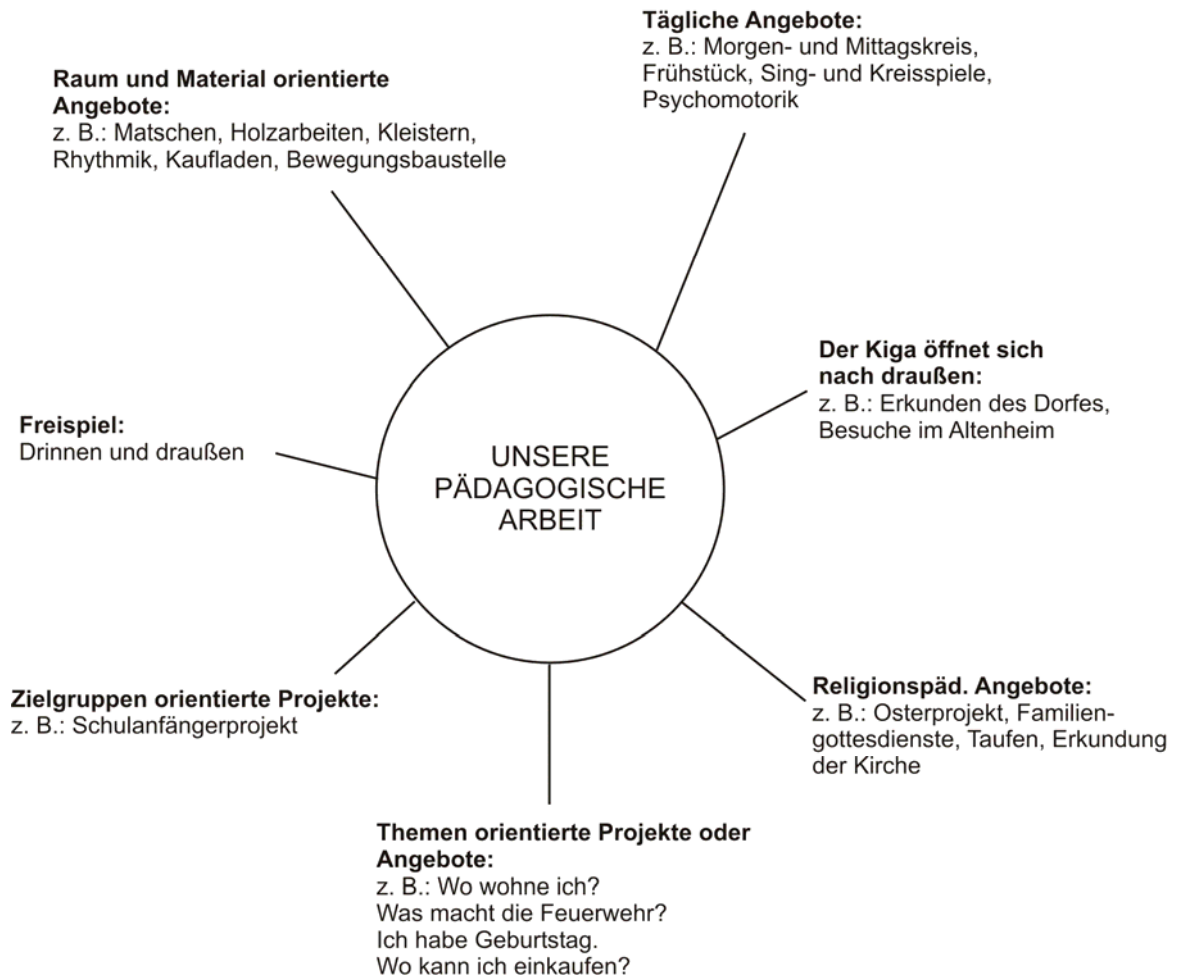 Tägliche Angebote:
z. B.: Morgen- und Mittagskreis,
Frühstück, Sing- und Kreisspiele,
Psychomotorik
Raum und Material orientierte
Angebote:
z. B.: Matschen, Holzarbeiten, Kleistern,
Rhythmik, Kaufladen, Bewegungsbaustelle
Der Kiga öffnet sich
nach draußen:
z. B.: Erkunden des Dorfes,
Besuche im Altenheim
Freispiel:
Drinnen und draußen
UNSERE
PÄDAGOGISCHE
ARBEIT
Zielgruppen orientierte Projekte:
z. B.: Schulanfängerprojekt
Religionspäd. Angebote:
z. B.: Osterprojekt, Familien-
gottesdienste, Taufen, Erkundung
der Kirche
Themen orientierte Projekte oder
Angebote:
z. B.: Wo wohne ich?
Was macht die Feuerwehr?
Ich habe Geburtstag.
Wo kann ich einkaufen?